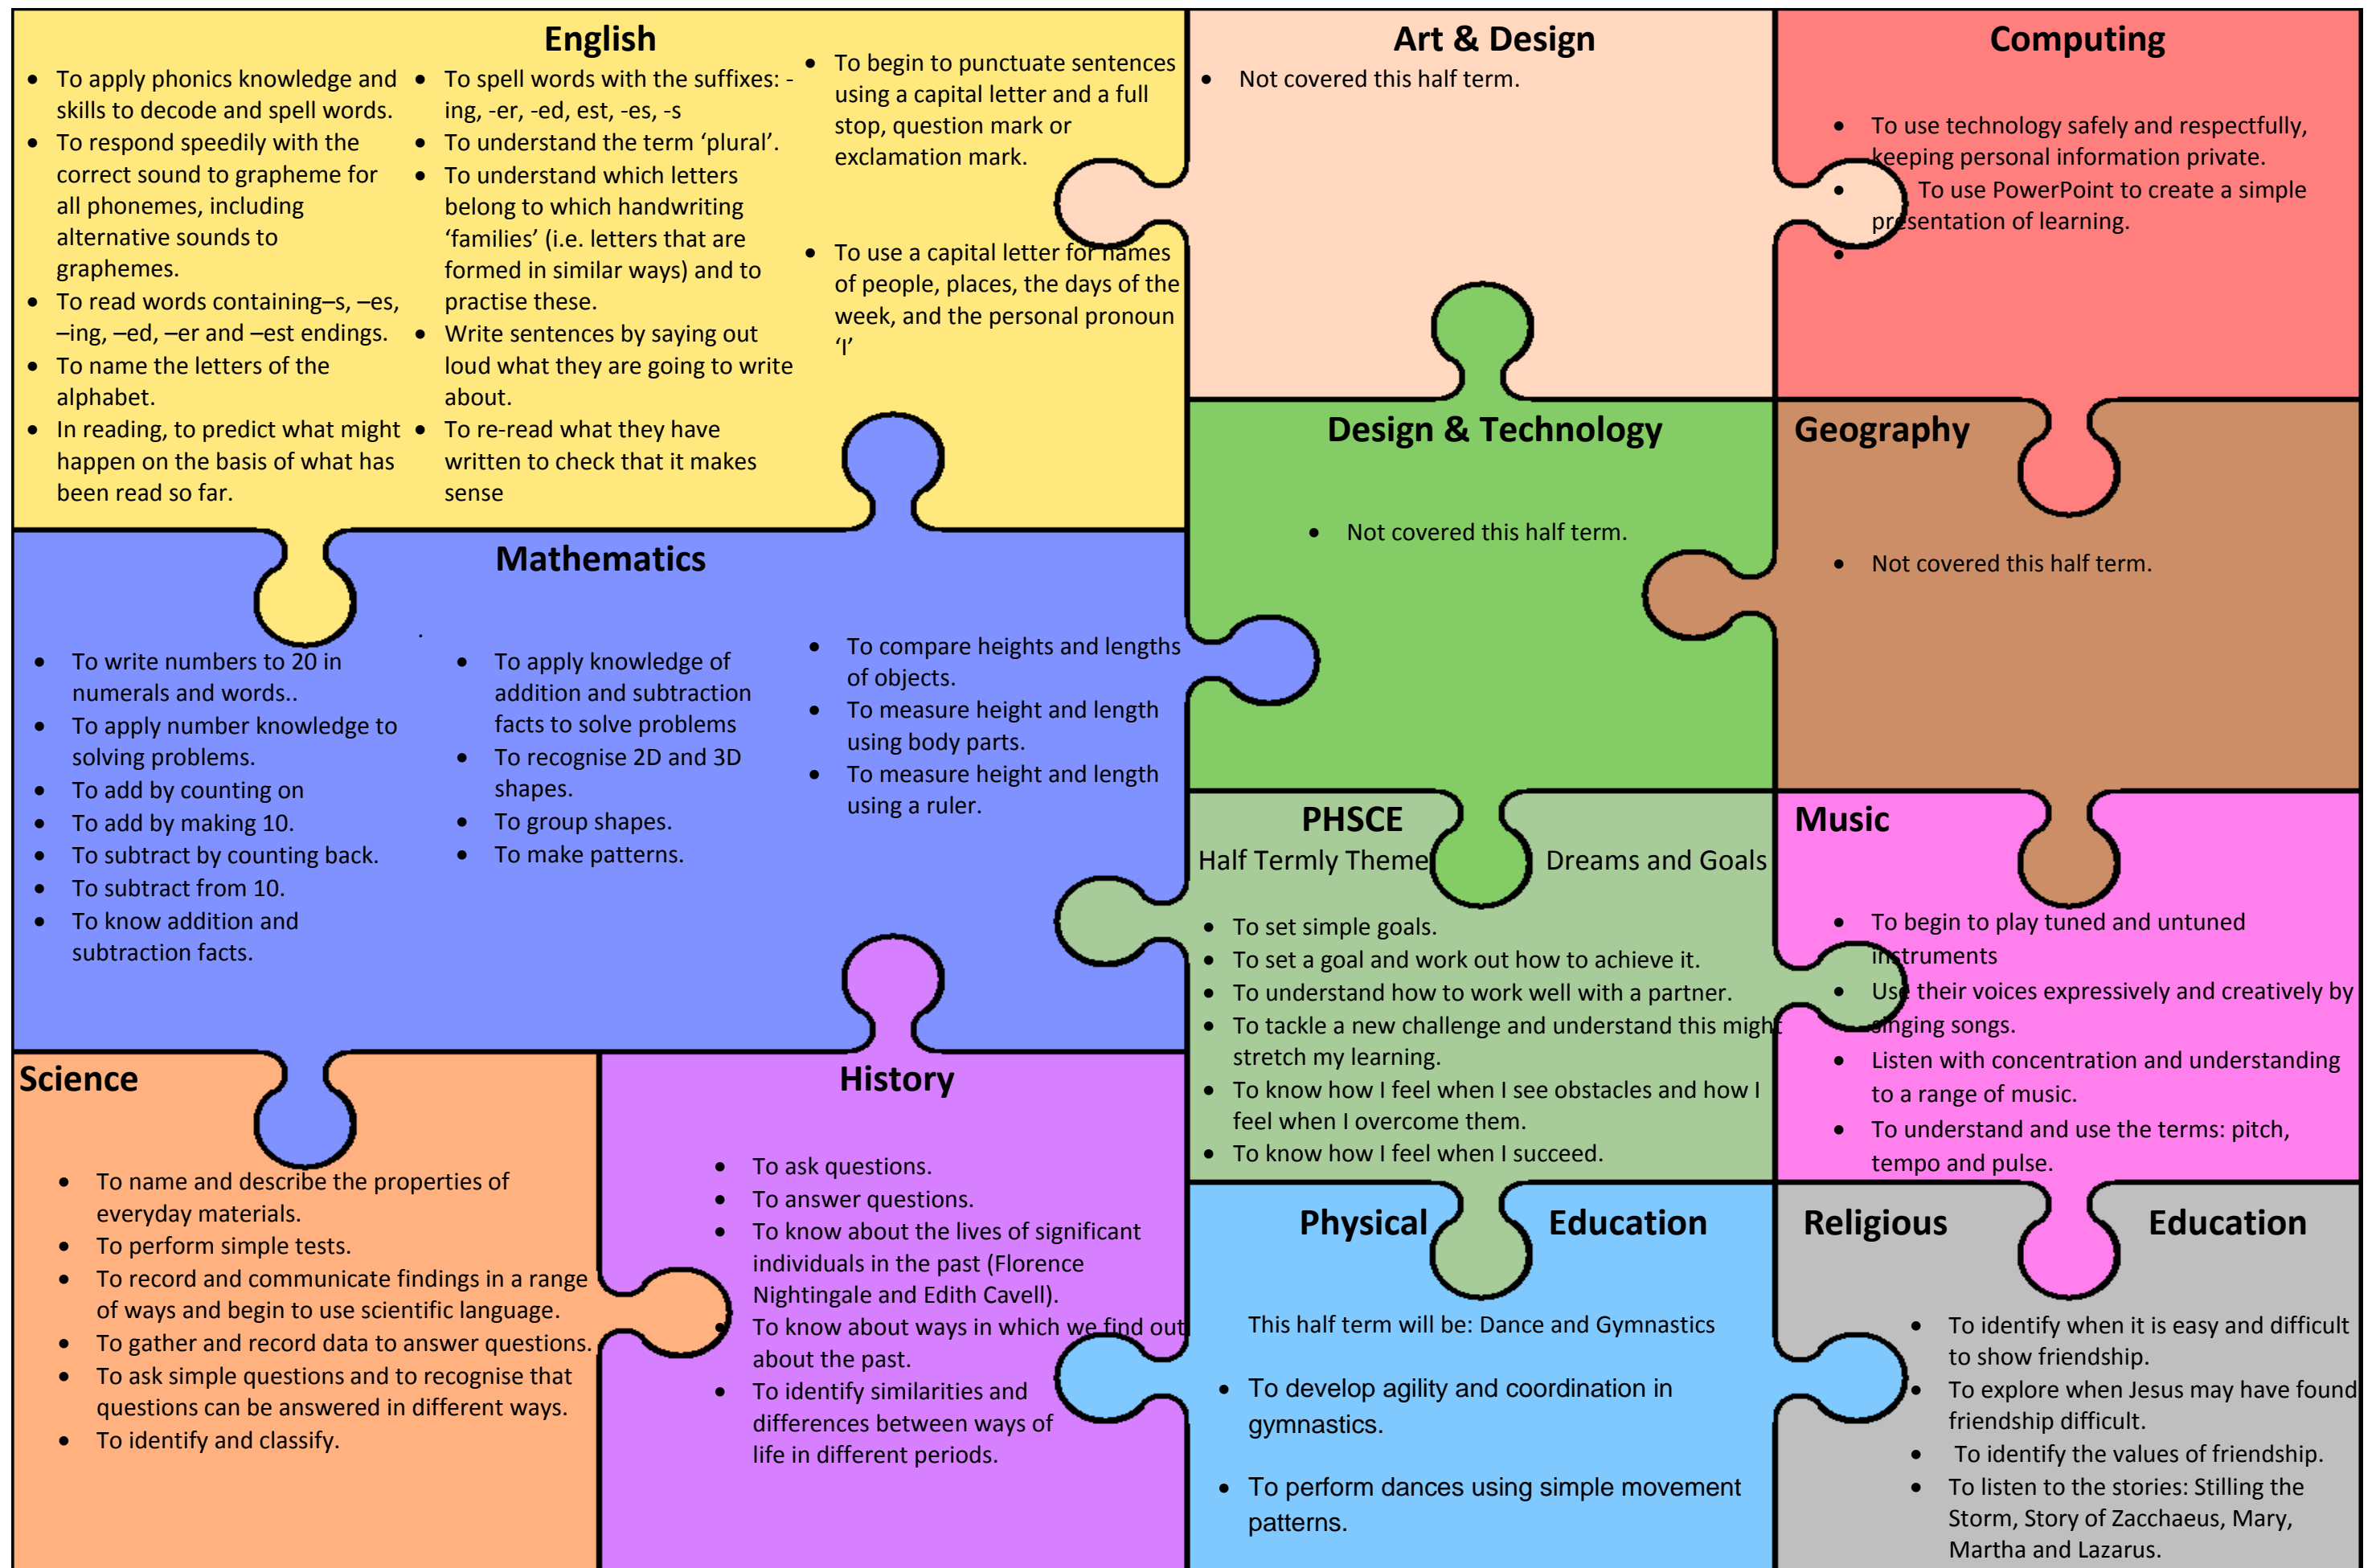 English
• To apply phonics knowledge and
skills to decode and spell words.
• To respond speedily with the
correct sound to grapheme for
all phonemes, including
alternative sounds to
graphemes.
• To read words containing–s, –es,
–ing, –ed, –er and –est endings.
• To name the letters of the
alphabet.
• In reading, to predict what might
happen on the basis of what has
been read so far.
• To spell words with the suffixes: -
ing, -er, -ed, est, -es, -s
• To understand the term ‘plural’.
• To understand which letters
belong to which handwriting
‘families’ (i.e. letters that are
formed in similar ways) and to
practise these.
• Write sentences by saying out
loud what they are going to write
about.
• To re-read what they have
written to check that it makes
sense
• To begin to punctuate sentences
using a capital letter and a full
stop, question mark or
exclamation mark.
• To use a capital letter for names
of people, places, the days of the
week, and the personal pronoun
‘I’
Art & Design
• Not covered this half term.
Computing
• To use technology safely and respectfully,
keeping personal information private.
• To use PowerPoint to create a simple
presentation of learning.
•
Design & Technology
• Not covered this half term.
Geography
• Not covered this half term.
Mathematics
.
• To write numbers to 20 in
numerals and words..
• To apply number knowledge to
solving problems.
• To add by counting on
• To add by making 10.
• To subtract by counting back.
• To subtract from 10.
• To know addition and
subtraction facts.
• To apply knowledge of
addition and subtraction
facts to solve problems
• To recognise 2D and 3D
shapes.
• To group shapes.
• To make patterns.
• To compare heights and lengths
of objects.
• To measure height and length
using body parts.
• To measure height and length
using a ruler.
PHSCE
Half Termly Theme Dreams and Goals
• To set simple goals.
• To set a goal and work out how to achieve it.
• To understand how to work well with a partner.
• To tackle a new challenge and understand this might
stretch my learning.
• To know how I feel when I see obstacles and how I
feel when I overcome them.
• To know how I feel when I succeed.
Music
• To begin to play tuned and untuned
instruments
• Use their voices expressively and creatively by
singing songs.
• Listen with concentration and understanding
to a range of music.
• To understand and use the terms: pitch,
tempo and pulse.
Science
• To name and describe the properties of
everyday materials.
• To perform simple tests.
• To record and communicate findings in a range
of ways and begin to use scientific language.
• To gather and record data to answer questions.
• To ask simple questions and to recognise that
questions can be answered in different ways.
• To identify and classify.
History
• To ask questions.
• To answer questions.
• To know about the lives of significant
individuals in the past (Florence
Nightingale and Edith Cavell).
• To know about ways in which we find out
about the past.
• To identify similarities and
differences between ways of
life in different periods.
Physical Education
This half term will be: Dance and Gymnastics
• To develop agility and coordination in
gymnastics.
• To perform dances using simple movement
patterns.
Religious Education
• To identify when it is easy and difficult
to show friendship.
• To explore when Jesus may have found
friendship difficult.
• To identify the values of friendship.
• To listen to the stories: Stilling the
Storm, Story of Zacchaeus, Mary,
Martha and Lazarus.